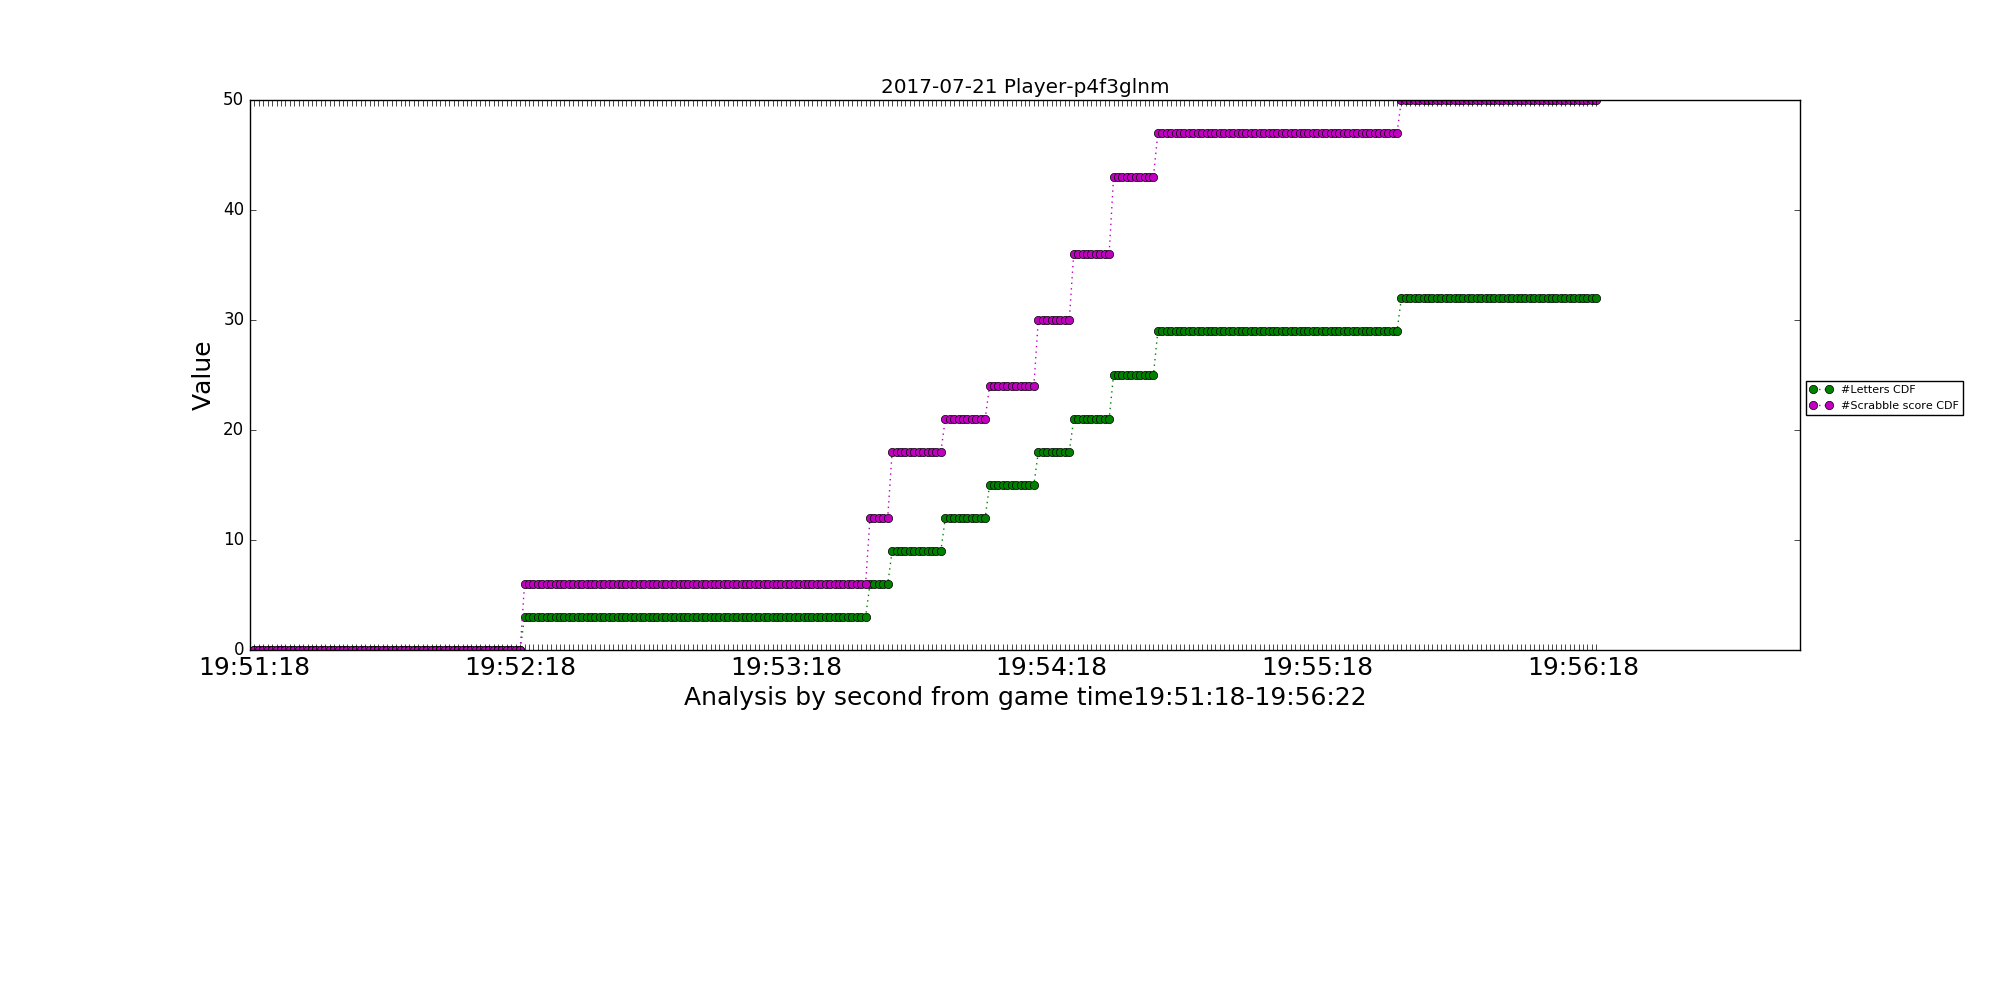 2017-07-21 Player-p4f3glnm
50
40
30
20
10
0
Value
19:51:18 19:52:18 19:53:18 19:54:18 19:55:18 19:56:18
Analysis by second from game time19:51:18-19:56:22
#Letters CDF
#Scrabble score CDF